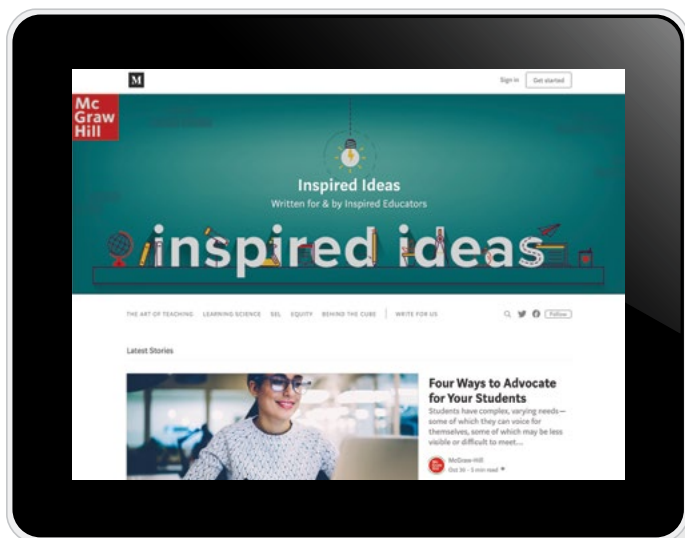 M
Sign in
Get started
Mc
Graw
Hill
Inspired Ideas
Written for & by Inspired Educators
inspired ideas
THE ART OF TEACHING LEARNING SCIENCE SEL EQUITY BEHIND THE CUBE WRITE FOR US
Follow
Latest Stories
Four Ways to Advocate
for Your Students
Students have complex, varying needs—
some of which they can voice for
themselves, some of which may be less
visible or difficult to meet...
Mc
Graw
Hill
McGraw-Hill
Oct 30 · 5 min read